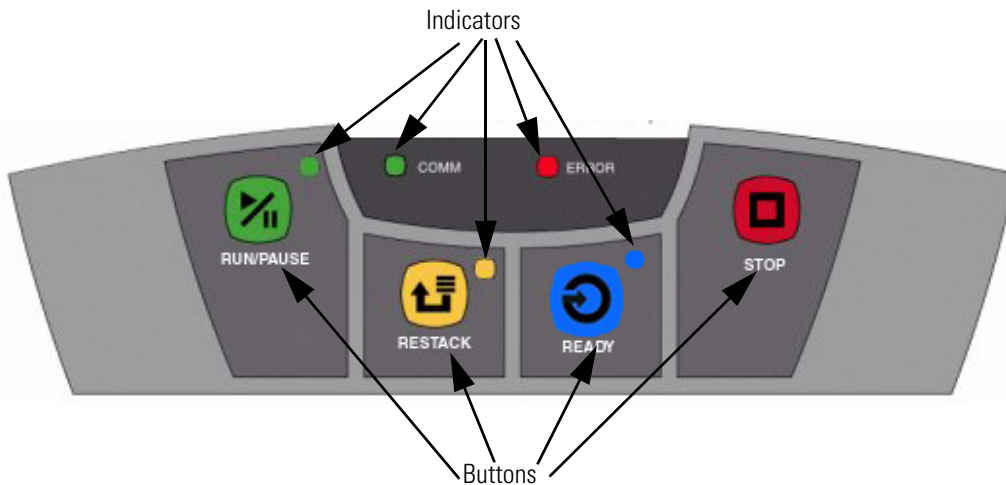 Indicators
COMM
ERROR
RUN/PAUSE
STOP
RESTACK
READY
Buttons